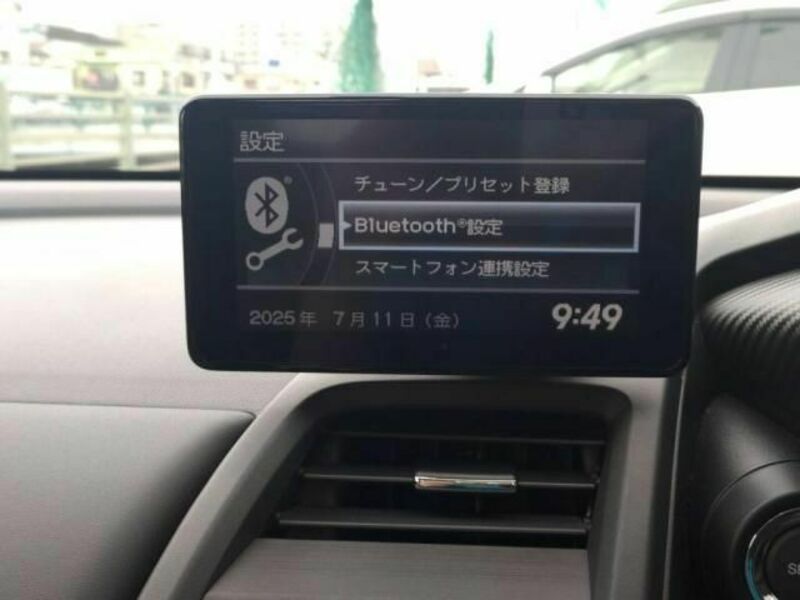 設定
チューン/プリセット登録
Bluetooth®設定
スマートフォン連携設定
2025年 7月11日(金)
9:49